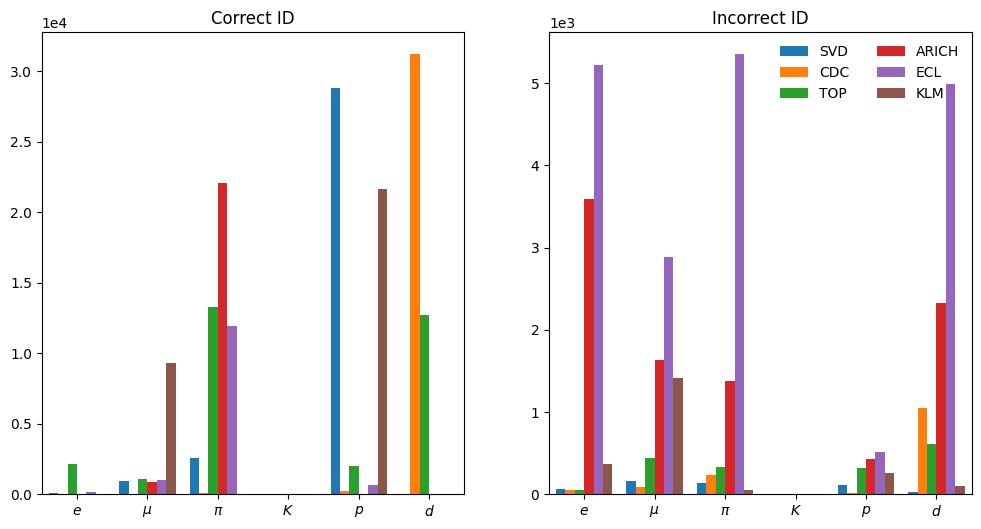 Correct ID
1e4
3.0
2.5
2.0
1.5
1.0
0.5
0.0
e μ π K p d
Incorrect ID
1e3
SVD ARICH
CDC ECL
TOP KLM
5
4
3
2
1
0
e μ π K p d